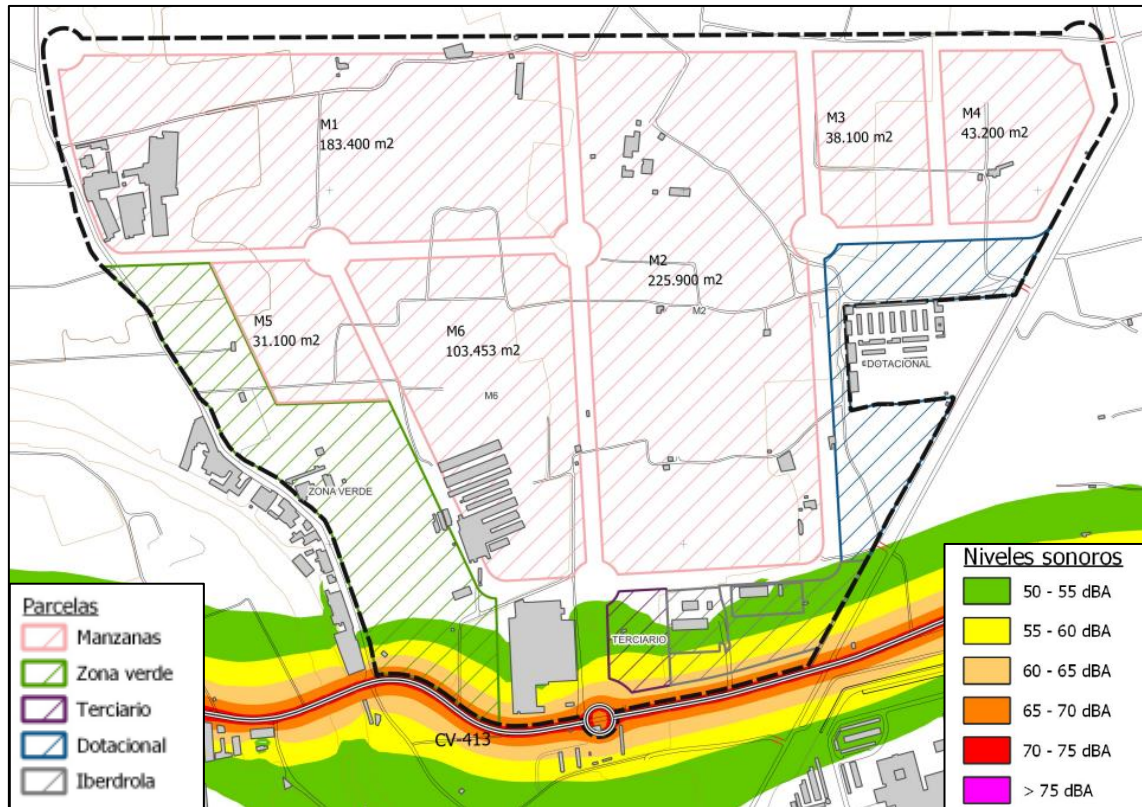 M1
183.400 m2
M3
38.100 m2
M4
43.200 m2
M2
225.900 m2
M2
M5
31.100 m2
M6
103.453 m2
M6
DOTACIONAL
ZONA VERDE
TERCIARIO
CV-413
Parcelas
Manzanas
Zona verde
Terciario
Dotacional
Iberdrola
Niveles sonoros
50 - 55 dBA
55 - 60 dBA
60 - 65 dBA
65 - 70 dBA
70 - 75 dBA
> 75 dBA